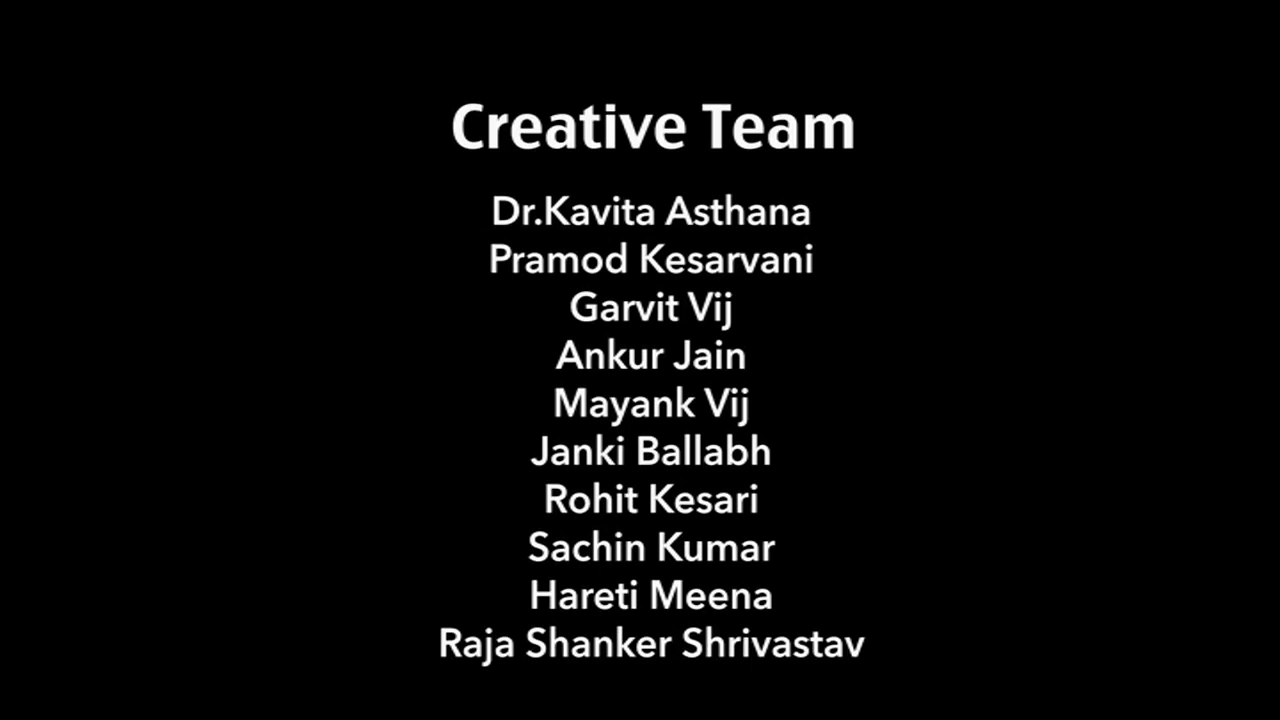 Creative Team
Dr.Kavita Asthana
Pramod Kesarvani
Garvit Vij
Ankur Jain
Mayank Vij
Janki Ballabh
Rohit Kesari
Sachin Kumar
Hareti Meena
Raja Shanker Shrivastav